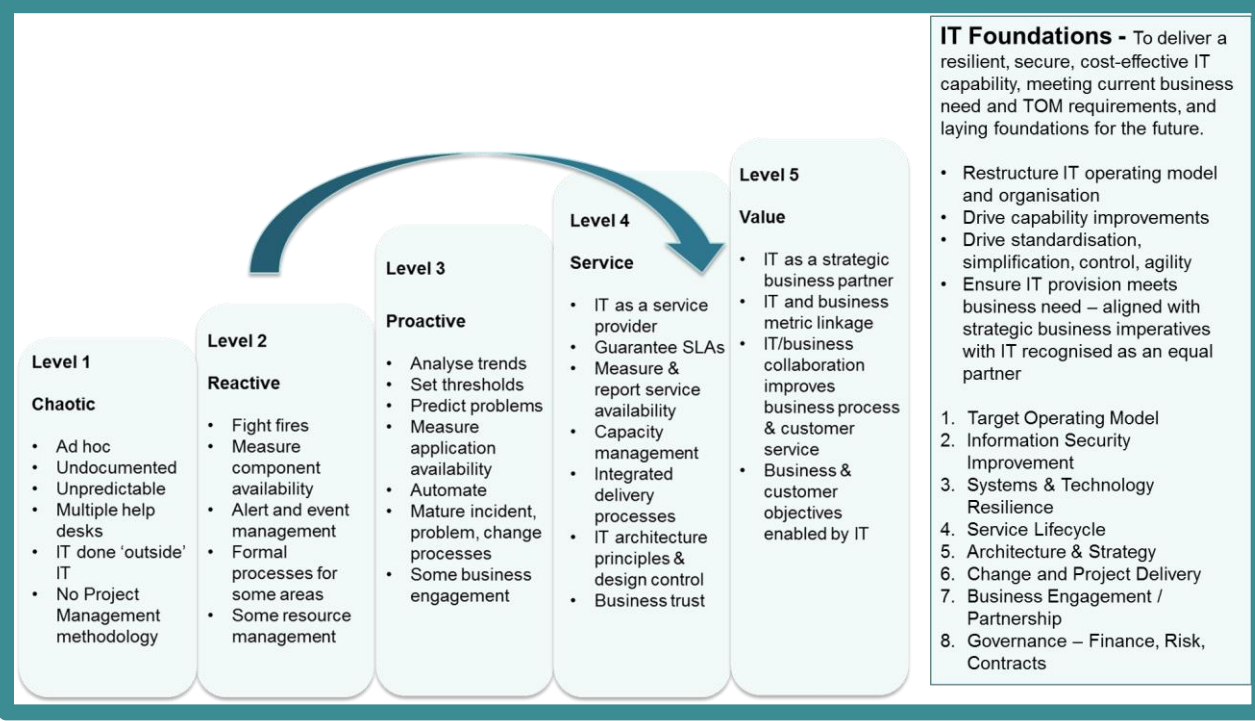 Level 1
Chaotic
• Ad hoc
• Undocumented
• Unpredictable
• Multiple help
desks
• IT done ‘outside’
IT
• No Project
Management
methodology
Level 2
Reactive
• Fight fires
• Measure
component
availability
• Alert and event
management
• Formal
processes for
some areas
• Some resource
management
Level 3
Proactive
• Analyse trends
• Set thresholds
• Predict problems
• Measure
application
availability
• Automate
• Mature incident,
problem, change
processes
• Some business
engagement
Level 4
Service
• IT as a service
provider
• Guarantee SLAs
• Measure &
report service
availability
• Capacity
management
• Integrated
delivery
processes
• IT architecture
principles &
design control
• Business trust
Level 5
Value
• IT as a strategic
business partner
• IT and business
metric linkage
• IT/business
collaboration
improves
business process
& customer
service
• Business &
customer
objectives
enabled by IT
IT Foundations - To deliver a
resilient, secure, cost-effective IT
capability, meeting current business
need and TOM requirements, and
laying foundations for the future.
• Restructure IT operating model
and organisation
• Drive capability improvements
• Drive standardisation,
simplification, control, agility
• Ensure IT provision meets
business need – aligned with
strategic business imperatives
with IT recognised as an equal
partner
1. Target Operating Model
2. Information Security
Improvement
3. Systems & Technology
Resilience
4. Service Lifecycle
5. Architecture & Strategy
6. Change and Project Delivery
7. Business Engagement /
Partnership
8. Governance – Finance, Risk,
Contracts